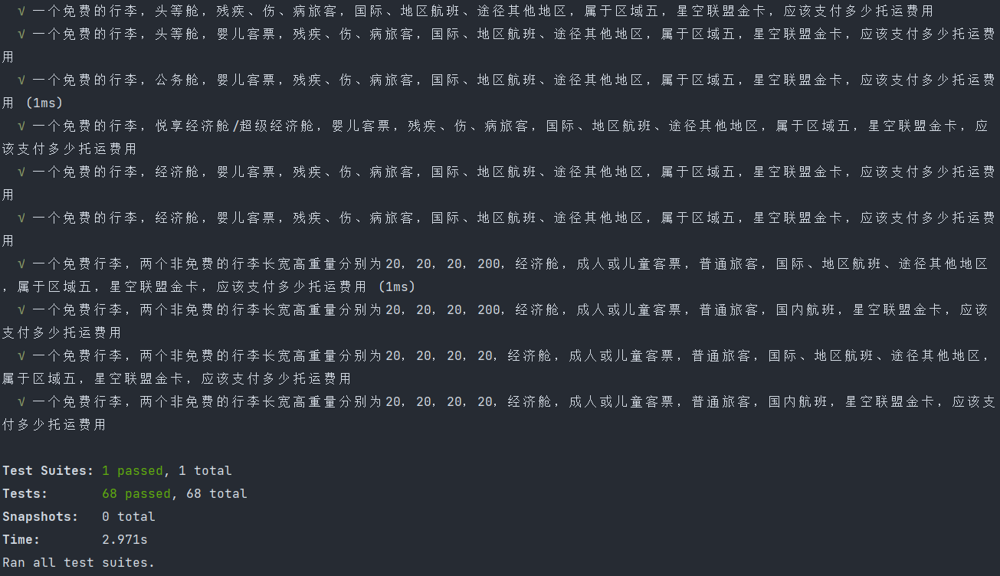 √ 一个免费的行李，头等舱，残疾、伤、病旅客，国际、地区航班、途径其他地区，属于区域五，星空联盟金卡，应该支付多少托运费用
√ 一个免费的行李，头等舱，婴儿客票，残疾、伤、病旅客，国际、地区航班、途径其他地区，属于区域五，星空联盟金卡，应该支付多少托运费
用
√ 一个免费的行李，公务舱，婴儿客票，残疾、伤、病旅客，国际、地区航班、途径其他地区，属于区域五，星空联盟金卡，应该支付多少托运费
用 (1ms)
√ 一个免费的行李，悦享经济舱/超级经济舱，婴儿客票，残疾、伤、病旅客，国际、地区航班、途径其他地区，属于区域五，星空联盟金卡，应
该支付多少托运费用
√ 一个免费的行李，经济舱，婴儿客票，残疾、伤、病旅客，国际、地区航班、途径其他地区，属于区域五，星空联盟金卡，应该支付多少托运费
用
√ 一个免费的行李，经济舱，婴儿客票，残疾、伤、病旅客，国际、地区航班、途径其他地区，属于区域五，星空联盟金卡，应该支付多少托运费
用
√ 一个免费行李，两个非免费的行李长宽高重量分别为20，20，20，200，经济舱，成人或儿童客票，普通旅客，国际、地区航班、途径其他地区
，属于区域五，星空联盟金卡，应该支付多少托运费用 (1ms)
√ 一个免费行李，两个非免费的行李长宽高重量分别为20，20，20，200，经济舱，成人或儿童客票，普通旅客，国内航班，星空联盟金卡，应该
支付多少托运费用
√ 一个免费行李，两个非免费的行李长宽高重量分别为20，20，20，20，经济舱，成人或儿童客票，普通旅客，国际、地区航班、途径其他地区，
属于区域五，星空联盟金卡，应该支付多少托运费用
√ 一个免费行李，两个非免费的行李长宽高重量分别为20，20，20，20，经济舱，成人或儿童客票，普通旅客，国内航班，星空联盟金卡，应该支
付多少托运费用
Test Suites: 1 passed, 1 total
Tests: 68 passed, 68 total
Snapshots: 0 total
Time: 2.971s
Ran all test suites.